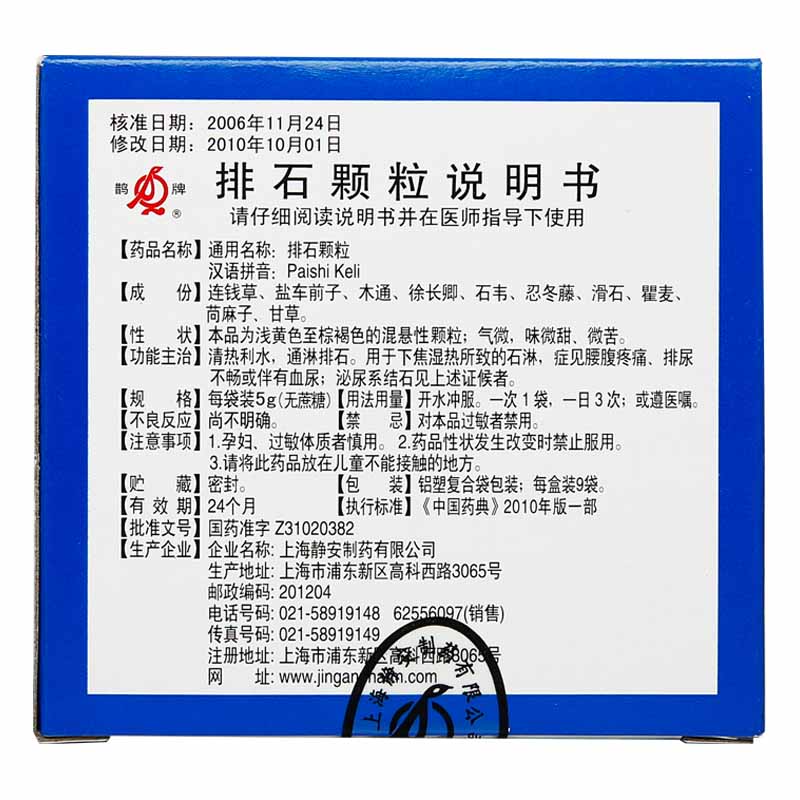 核准日期：2006年11月24日
修改日期：2010年10月01日
鹊 牌 ®
排石颗粒说明书
请仔细阅读说明书并在医师指导下使用
【药品名称】通用名称：排石颗粒
汉语拼音：Paishi Keli
【成 份】连钱草、盐车前子、木通、徐长卿、石韦、忍冬藤、滑石、瞿麦、
苘麻子、甘草。
【性 状】本品为浅黄色至棕褐色的混悬性颗粒；气微，味微甜、微苦。
【功能主治】清热利水，通淋排石。用于下焦湿热所致的石淋，症见腰腹疼痛、排尿
不畅或伴有血尿；泌尿系结石见上述证候者。
【规 格】每袋装5g(无蔗糖)【用法用量】开水冲服。一次1袋，一日3次；或遵医嘱。
【不良反应】尚不明确。 【禁 忌】对本品过敏者禁用。
【注意事项】1.孕妇、过敏体质者慎用。2.药品性状发生改变时禁止服用。
3.请将此药品放在儿童不能接触的地方。
【贮 藏】密封。 【包 装】铝塑复合袋包装；每盒装9袋。
【有 效 期】24个月 【执行标准】《中国药典》2010年版一部
【批准文号】国药准字 Z31020382
【生产企业】企业名称：上海静安制药有限公司
生产地址：上海市浦东新区高科西路3065号
邮政编码：201204
电话号码：021-58919148 62556097(销售)
传真号码：021-58919149
注册地址：上海市浦东新区高科西路3065号
网 址：www.jinganpharm.com
上海静安制药有限公司